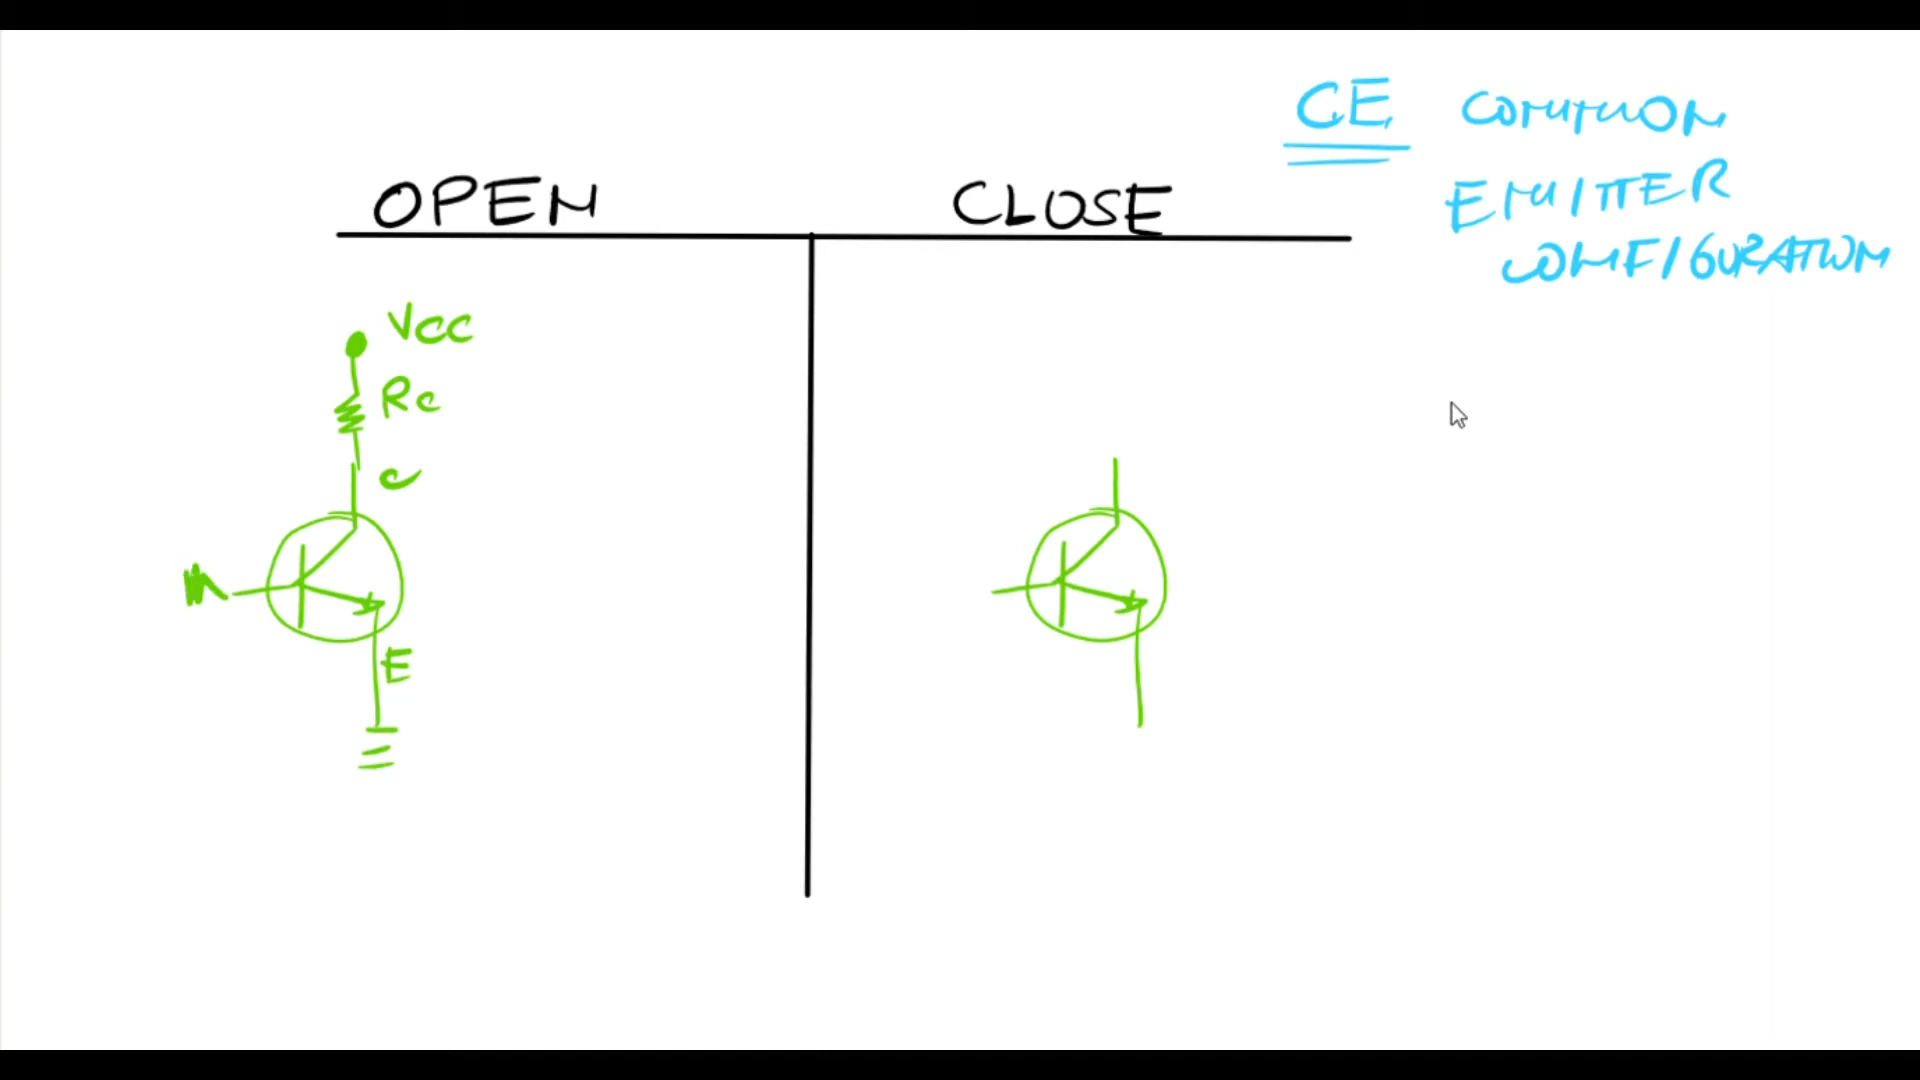 CE COMMON
EMITTER
CONFIGURATION
OPEN CLOSE
VCC
Rc
C
E